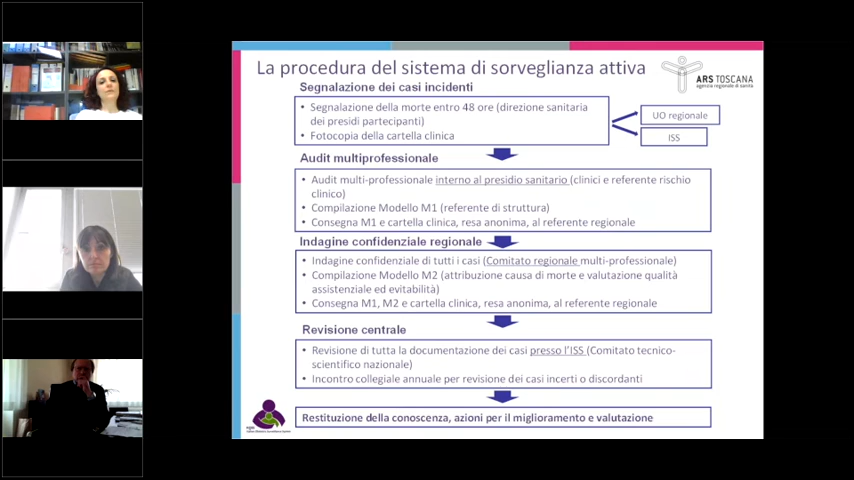 La procedura del sistema di sorveglianza attiva
ARS TOSCANA
agenzia regionale di sanità
Segnalazione dei casi incidenti
• Segnalazione della morte entro 48 ore (direzione sanitaria
dei presidi partecipanti)
• Fotocopia della cartella clinica
UO regionale
ISS
Audit multiprofessionale
• Audit multi-professionale interno al presidio sanitario (clinici e referente rischio
clinico)
• Compilazione Modello M1 (referente di struttura)
• Consegna M1 e cartella clinica, resa anonima, al referente regionale
Indagine confidenziale regionale
• Indagine confidenziale di tutti i casi (Comitato regionale multi-professionale)
• Compilazione Modello M2 (attribuzione causa di morte e valutazione qualità
assistenziale ed evitabilità)
• Consegna M1, M2 e cartella clinica, resa anonima, al referente regionale
Revisione centrale
• Revisione di tutta la documentazione dei casi presso l'ISS (Comitato tecnico-
scientifico nazionale)
• Incontro collegiale annuale per revisione dei casi incerti o discordanti
Restituzione della conoscenza, azioni per il miglioramento e valutazione